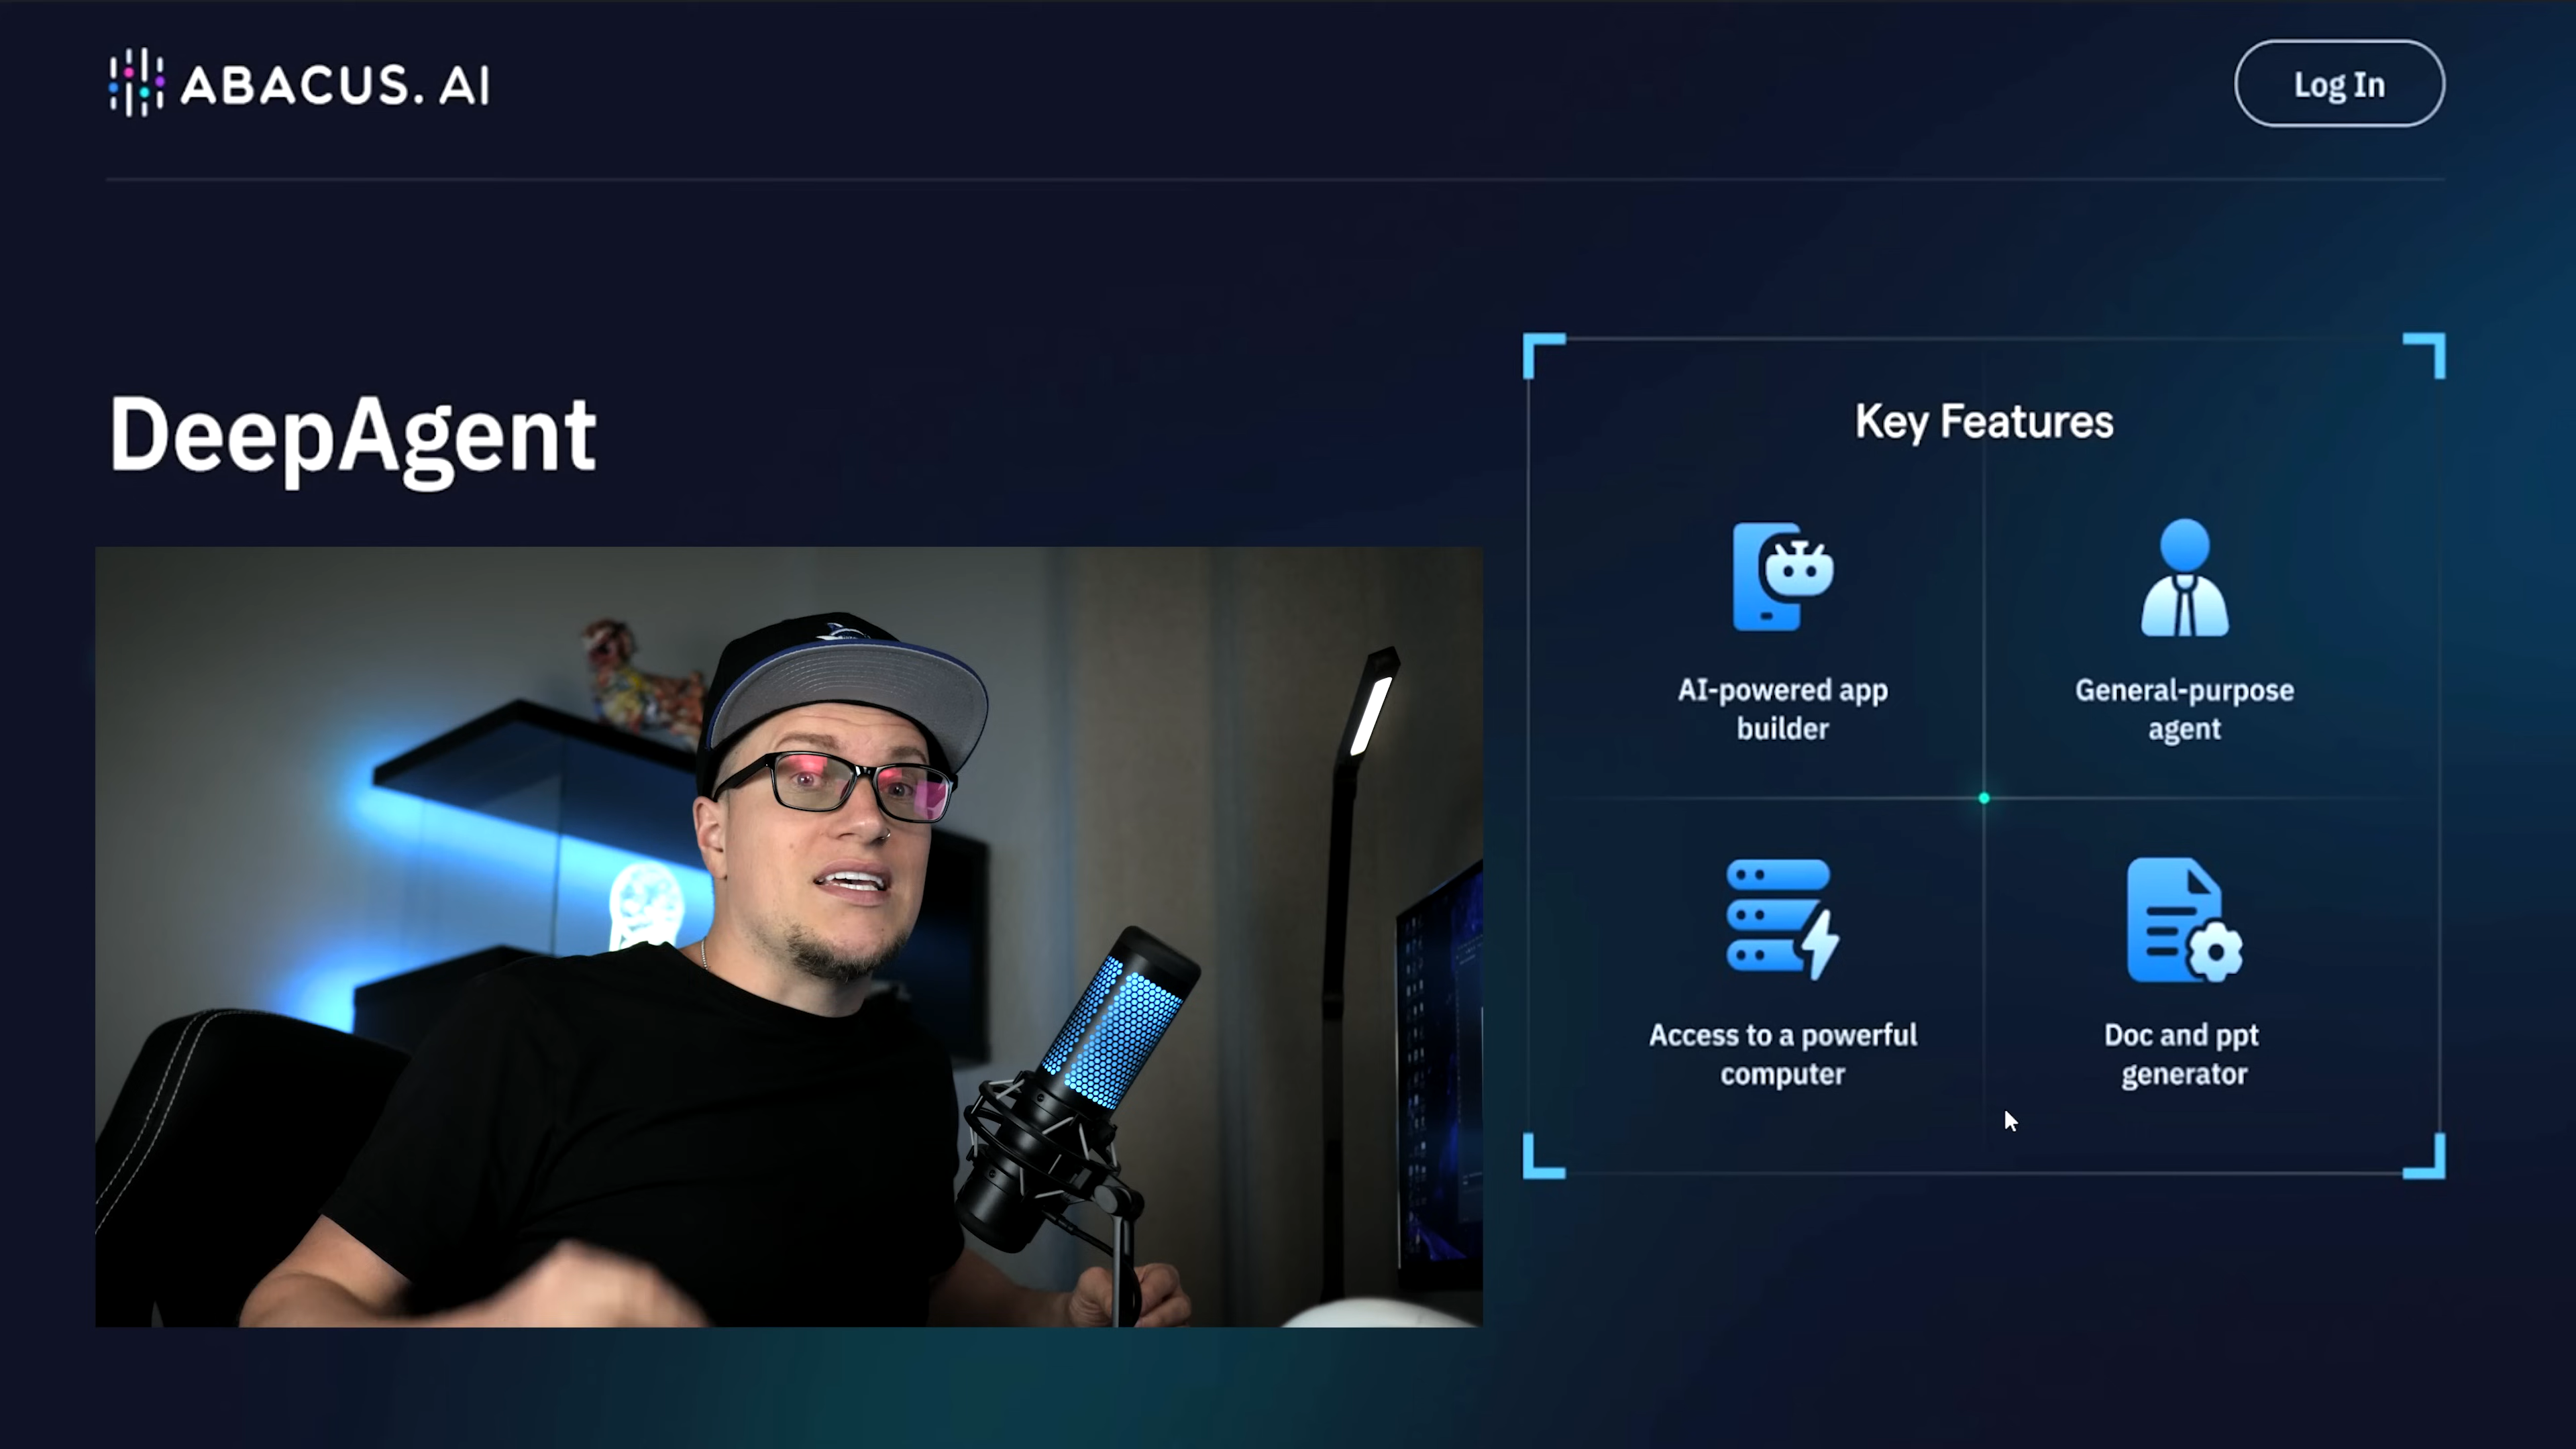 ABACUS. AI
Log In
DeepAgent
Key Features
AI-powered app
builder
General-purpose
agent
Access to a powerful
computer
Doc and ppt
generator